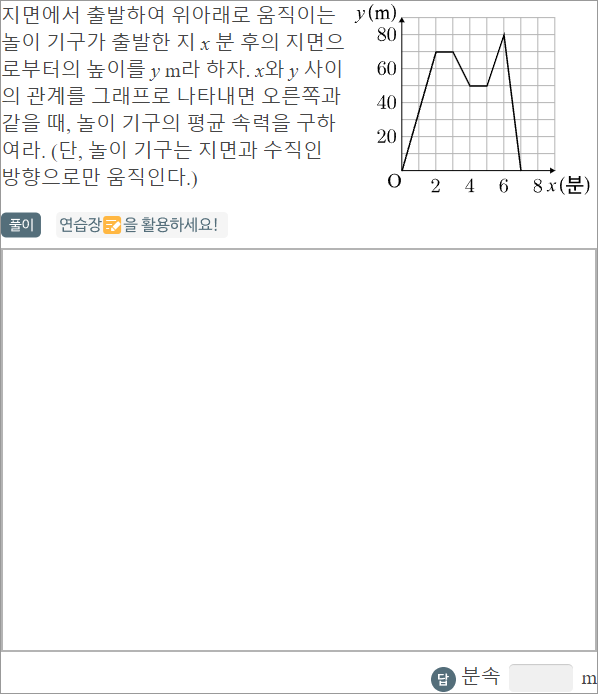 지면에서 출발하여 위아래로 움직이는
놀이 기구가 출발한 지 x 분 후의 지면으
로부터의 높이를 y m라 하자. x와 y 사이
의 관계를 그래프로 나타내면 오른쪽과
같을 때, 놀이 기구의 평균 속력을 구하
여라. (단, 놀이 기구는 지면과 수직인
방향으로만 움직인다.)
y(m)
80
60
40
20
O
2 4 6 8 x(분)
풀이 연습장을 활용하세요!
답 분속 m